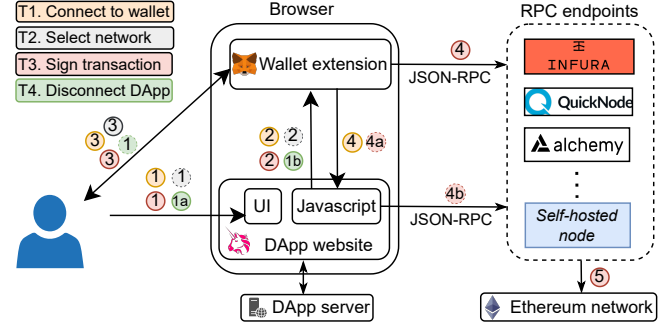 T1. Connect to wallet
T2. Select network
T3. Sign transaction
T4. Disconnect DApp
Browser
RPC endpoints
Wallet extension
4
JSON-RPC
INFURA
QuickNode
alchemy
3
3 1
3
2 2
2 1b
4 4a
1 1
1 1a
UI
Javascript
4b
JSON-RPC
Self-hosted
node
DApp website
5
DApp server
Ethereum network